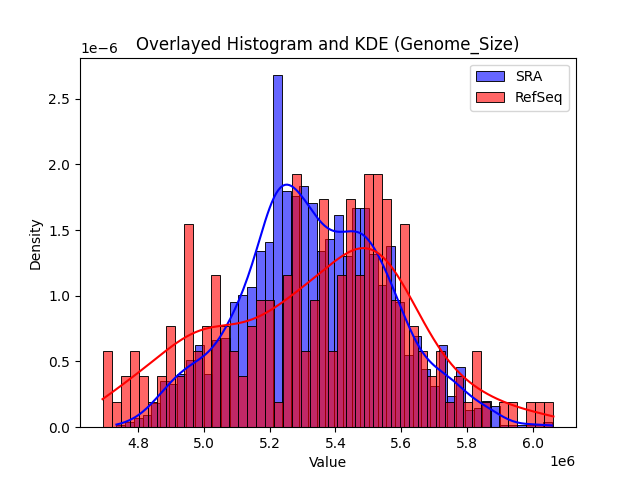 Overlayed Histogram and KDE (Genome_Size)
1e−6
SRA
RefSeq
2.5
2.0
1.5
1.0
0.5
0.0
Density
4.8 5.0 5.2 5.4 5.6 5.8 6.0
1e6
Value